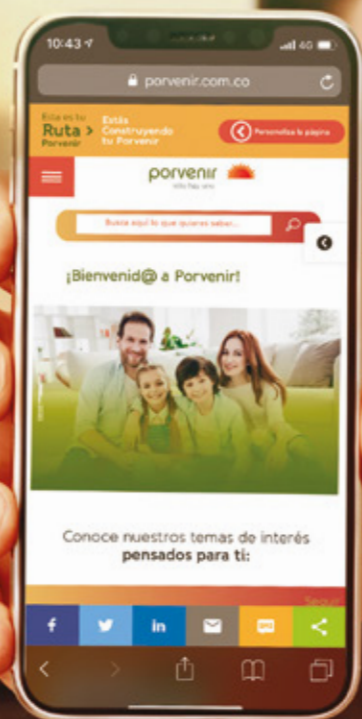 10:43
4G
porvenir.com.co
Esta es tu
Ruta >
Porvenir
Estás
Construyendo
tu Porvenir
Personaliza la página
porvenir
Busca aquí lo que quieres saber...
¡Bienvenid@ a Porvenir!
Conoce nuestros temas de interés
pensados para ti:
Seguir
f
in